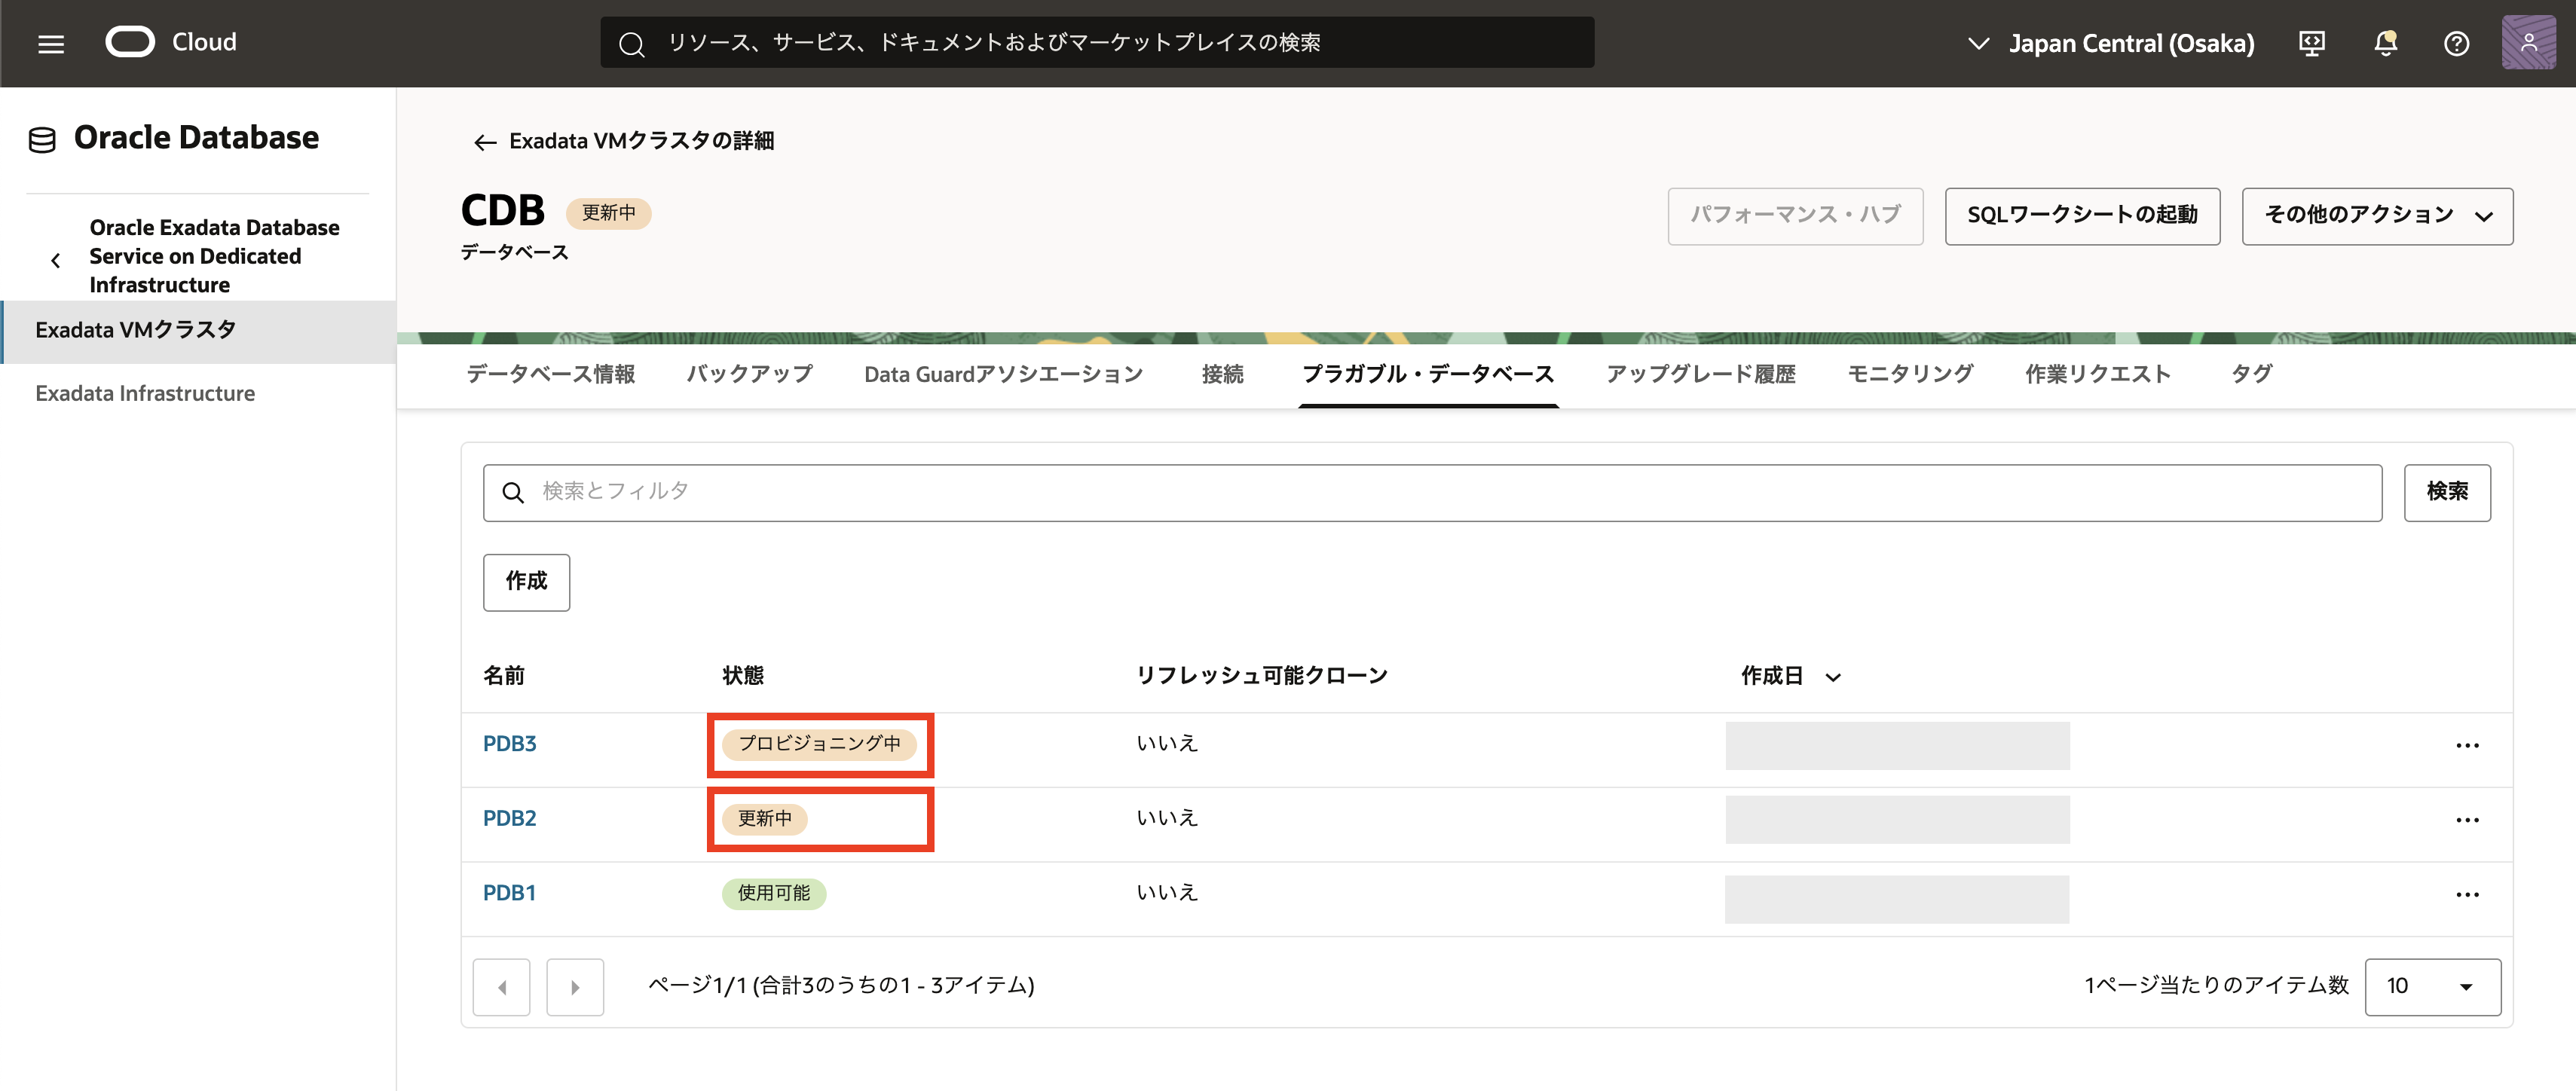 Cloud
リソース、サービス、ドキュメントおよびマーケットプレイスの検索
Japan Central (Osaka)
Oracle Database
Oracle Exadata Database
Service on Dedicated
Infrastructure
Exadata VMクラスタ
Exadata Infrastructure
Exadata VMクラスタの詳細
CDB 更新中
データベース
パフォーマンス・ハブ
SQLワークシートの起動
その他のアクション
データベース情報 バックアップ Data Guardアソシエーション 接続 プラガブル・データベース アップグレード履歴 モニタリング 作業リクエスト タグ
検索とフィルタ
検索
作成
名前 状態 リフレッシュ可能クローン 作成日
PDB3 プロビジョニング中 いいえ
PDB2 更新中 いいえ
PDB1 使用可能 いいえ
ページ1/1 (合計3のうちの1 - 3アイテム)
1ページ当たりのアイテム数 10